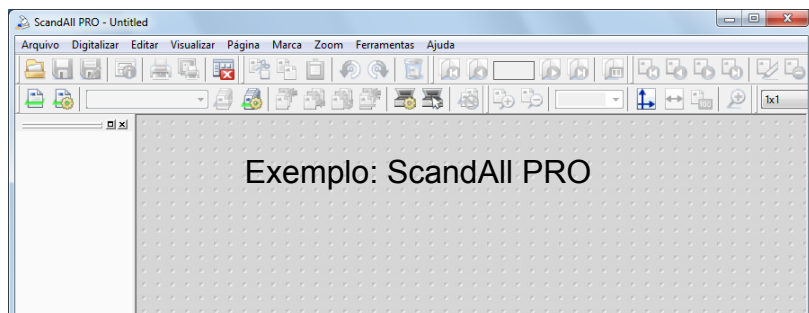 ScandAll PRO - Untitled
Arquivo Digitalizar Editar Visualizar Página Marca Zoom Ferramentas Ajuda
1x1
Exemplo: ScandAll PRO